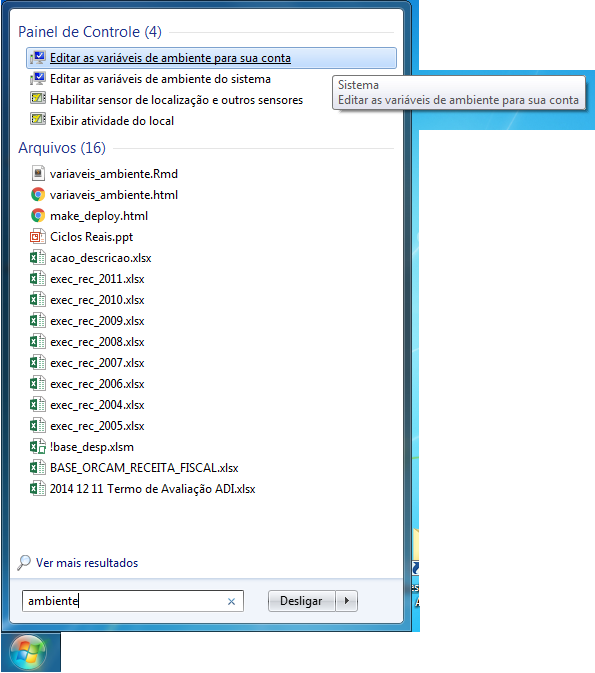 Painel de Controle (4)
Editar as variáveis de ambiente para sua conta
Editar as variáveis de ambiente do sistema
Habilitar sensor de localização e outros sensores
Exibir atividade do local
Sistema
Editar as variáveis de ambiente para sua conta
Arquivos (16)
variaveis_ambiente.Rmd
variaveis_ambiente.html
make_deploy.html
Ciclos Reais.ppt
acao_descricao.xlsx
exec_rec_2011.xlsx
exec_rec_2010.xlsx
exec_rec_2009.xlsx
exec_rec_2008.xlsx
exec_rec_2007.xlsx
exec_rec_2006.xlsx
exec_rec_2004.xlsx
exec_rec_2005.xlsx
!base_desp.xlsm
BASE_ORCAM_RECEITA_FISCAL.xlsx
2014 12 11 Termo de Avaliação ADI.xlsx
Ver mais resultados
ambiente
Desligar